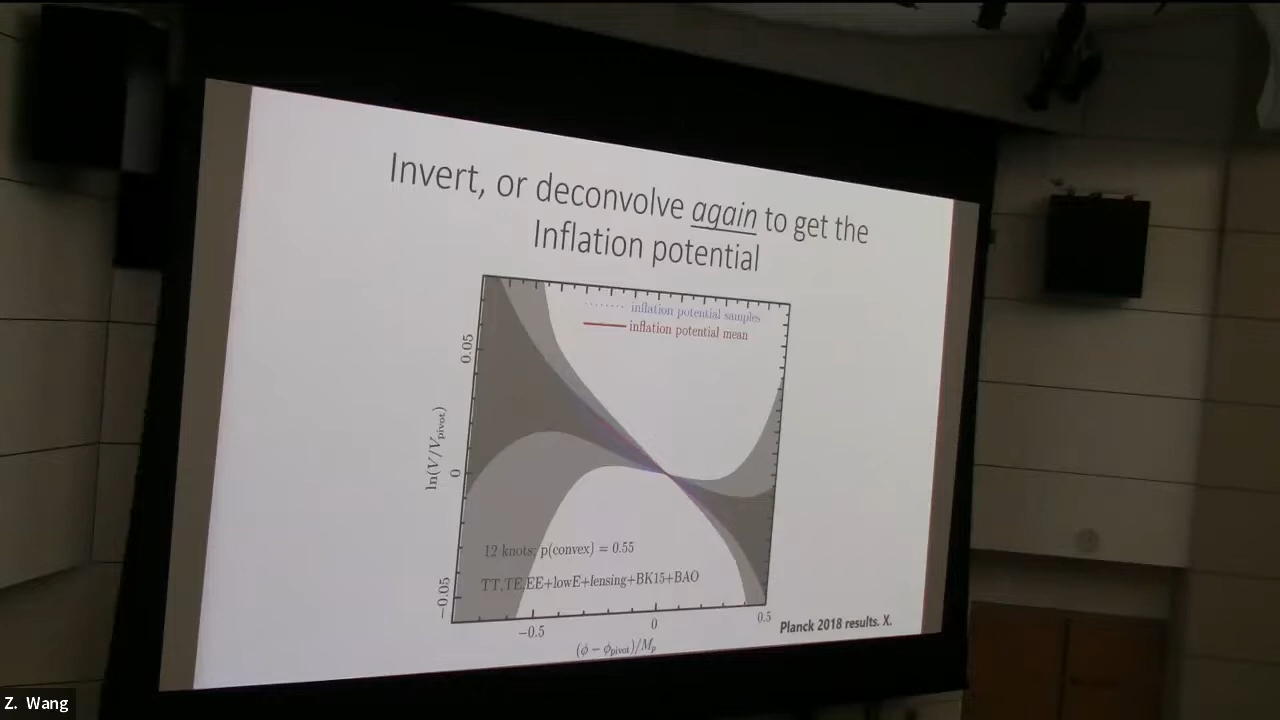 Invert, or deconvolve again to get the
Inflation potential
inflation potential samples
inflation potential mean
0.05
ln(V/V_pivot)
0
−0.05
12 knots; p(convex) = 0.55
TT,TE,EE+lowE+lensing+BK15+BAO
−0.5
0
0.5
(ϕ − ϕ_pivot)/M_p
Planck 2018 results. X.
Z. Wang